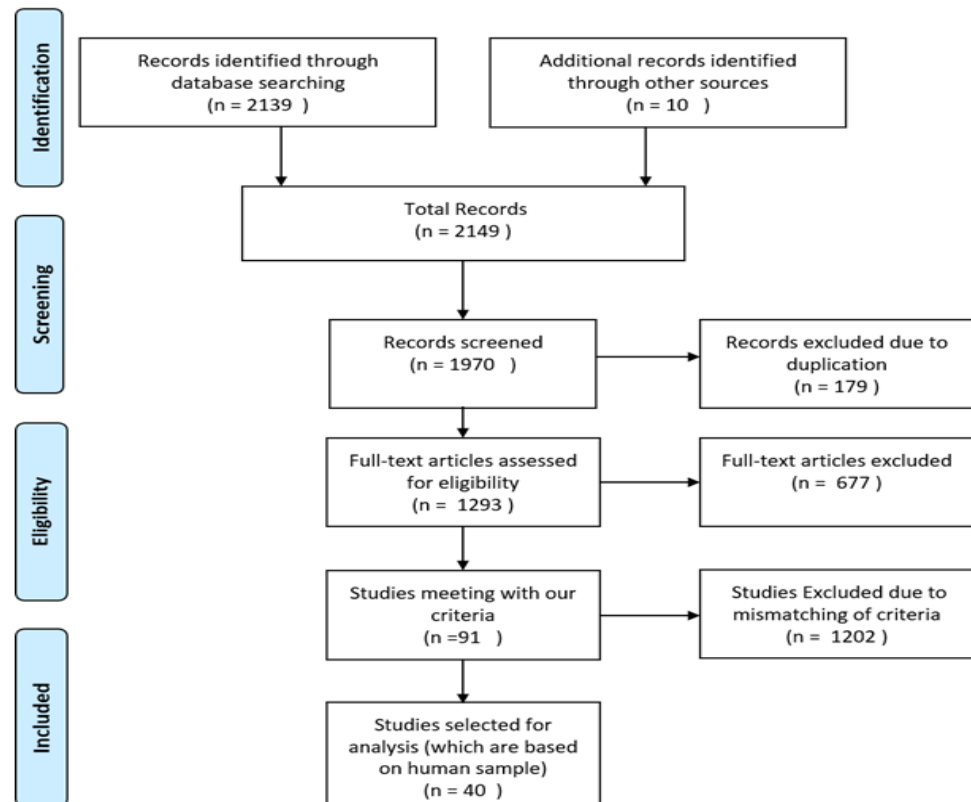 Identification
Records identified through
database searching
(n = 2139 )
Additional records identified
through other sources
(n = 10 )
Total Records
(n = 2149 )
Screening
Records screened
(n = 1970 )
Records excluded due to
duplication
(n = 179 )
Eligibility
Full-text articles assessed
for eligibility
(n = 1293 )
Full-text articles excluded
(n = 677 )
Studies meeting with our
criteria
(n =91 )
Studies Excluded due to
mismatching of criteria
(n = 1202 )
Included
Studies selected for
analysis (which are based
on human sample)
(n = 40 )